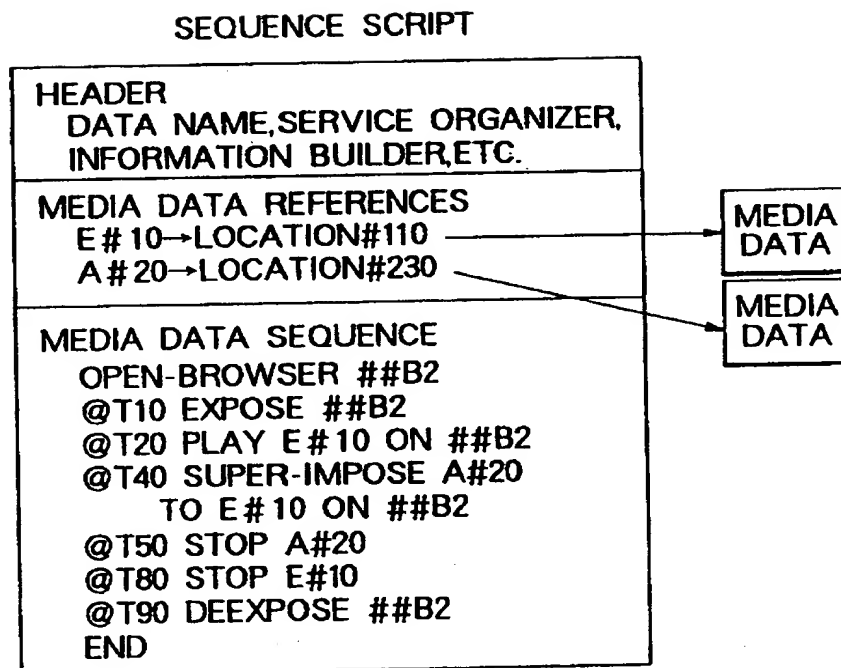 SEQUENCE SCRIPT
HEADER
DATA NAME,SERVICE ORGANIZER,
INFORMATION BUILDER,ETC.
MEDIA DATA REFERENCES
E#10→LOCATION#110
A#20→LOCATION#230
MEDIA
DATA
MEDIA
DATA
MEDIA DATA SEQUENCE
OPEN-BROWSER ##B2
@T10 EXPOSE ##B2
@T20 PLAY E#10 ON ##B2
@T40 SUPER-IMPOSE A#20
TO E#10 ON ##B2
@T50 STOP A#20
@T80 STOP E#10
@T90 DEEXPOSE ##B2
END